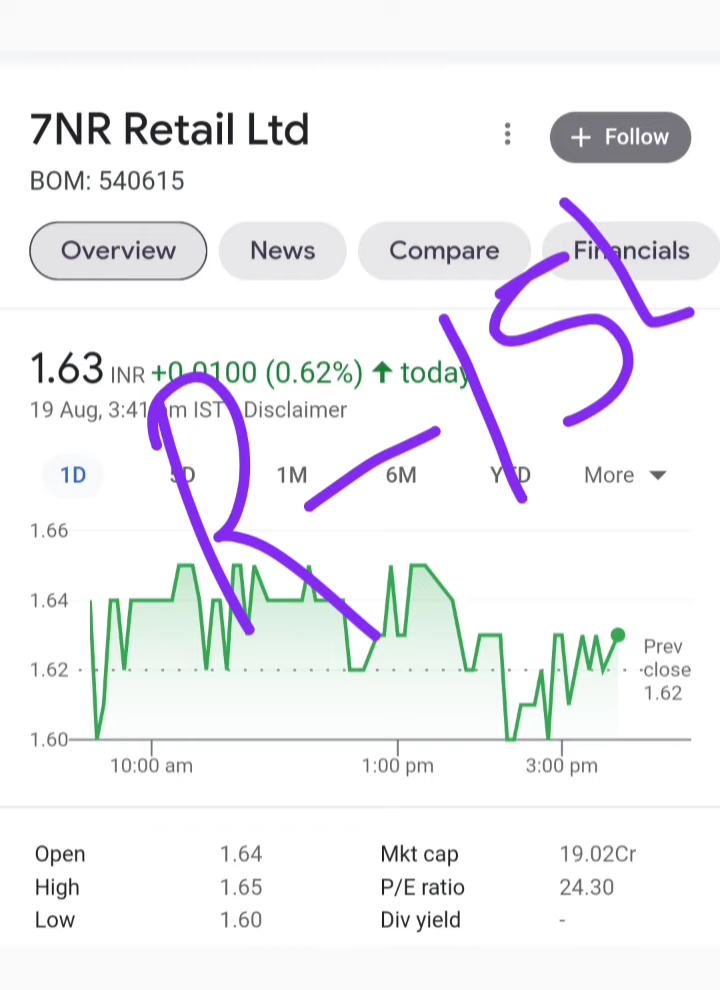 7NR Retail Ltd
+ Follow
BOM: 540615
Overview News Compare Financials
1.63 INR +0.0100 (0.62%) ↑ today
19 Aug, 3:41 pm IST Disclaimer
1D 5D 1M 6M YTD More
R-15L
1.66
1.64
1.62
1.60
Prev
close
1.62
10:00 am 1:00 pm 3:00 pm
Open 1.64 Mkt cap 19.02Cr
High 1.65 P/E ratio 24.30
Low 1.60 Div yield -